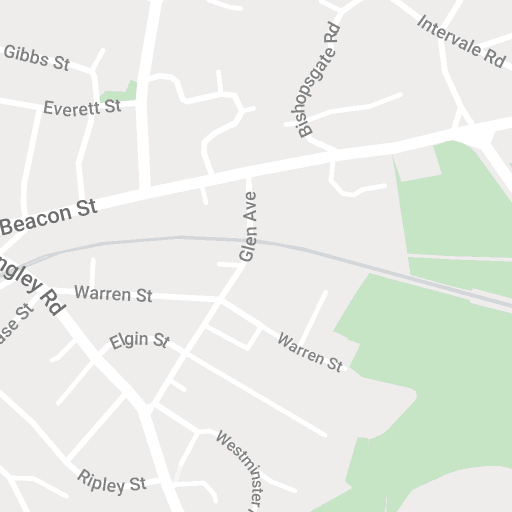 Intervale Rd
Gibbs St
Bishopsgate Rd
Everett St
Beacon St
Glen Ave
ngley Rd
Warren St
ase St
Elgin St
Warren St
Westminster
Ripley St